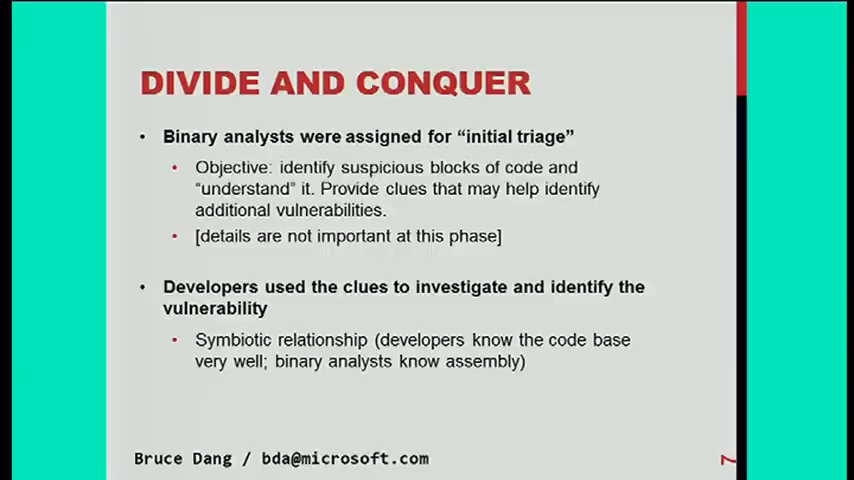 DIVIDE AND CONQUER
• Binary analysts were assigned for “initial triage”
• Objective: identify suspicious blocks of code and
“understand” it. Provide clues that may help identify
additional vulnerabilities.
• [details are not important at this phase]
• Developers used the clues to investigate and identify the
vulnerability
• Symbiotic relationship (developers know the code base
very well; binary analysts know assembly)
Bruce Dang / bda@microsoft.com
7